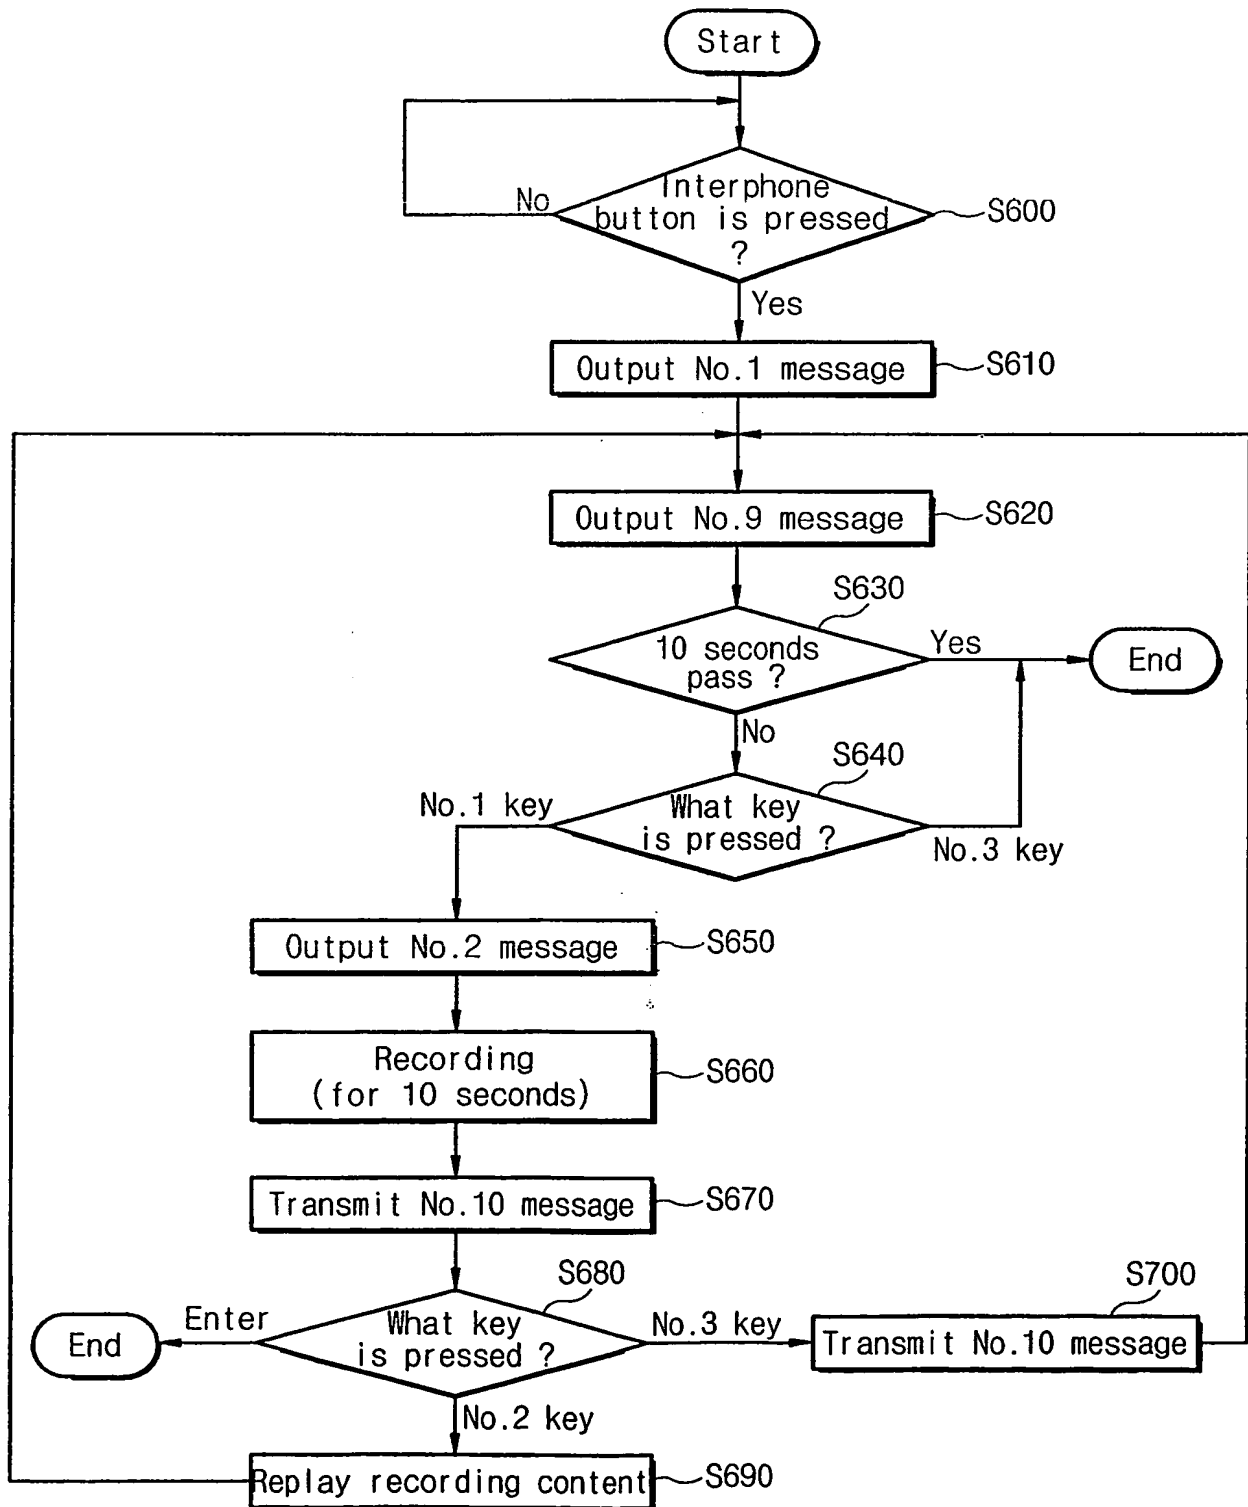 Start
No
Interphone
button is pressed
?
S600
Yes
Output No.1 message
S610
Output No.9 message
S620
S630
10 seconds
pass ?
Yes
End
No
S640
No.1 key
What key
is pressed ?
No.3 key
Output No.2 message
S650
Recording
(for 10 seconds)
S660
Transmit No.10 message
S670
S680
S700
End
Enter
What key
is pressed ?
No.3 key
Transmit No.10 message
No.2 key
Replay recording content
S690